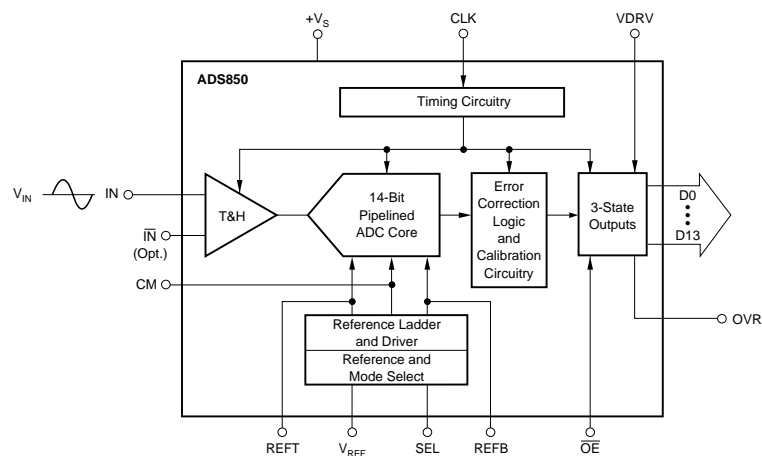 +VS
CLK
VDRV
ADS850
Timing Circuitry
VIN
IN
T&H
14-Bit
Pipelined
ADC Core
Error
Correction
Logic
and
Calibration
Circuitry
3-State
Outputs
D0
D13
IN
(Opt.)
CM
Reference Ladder
and Driver
Reference and
Mode Select
OVR
REFT
VREF
SEL
REFB
OE